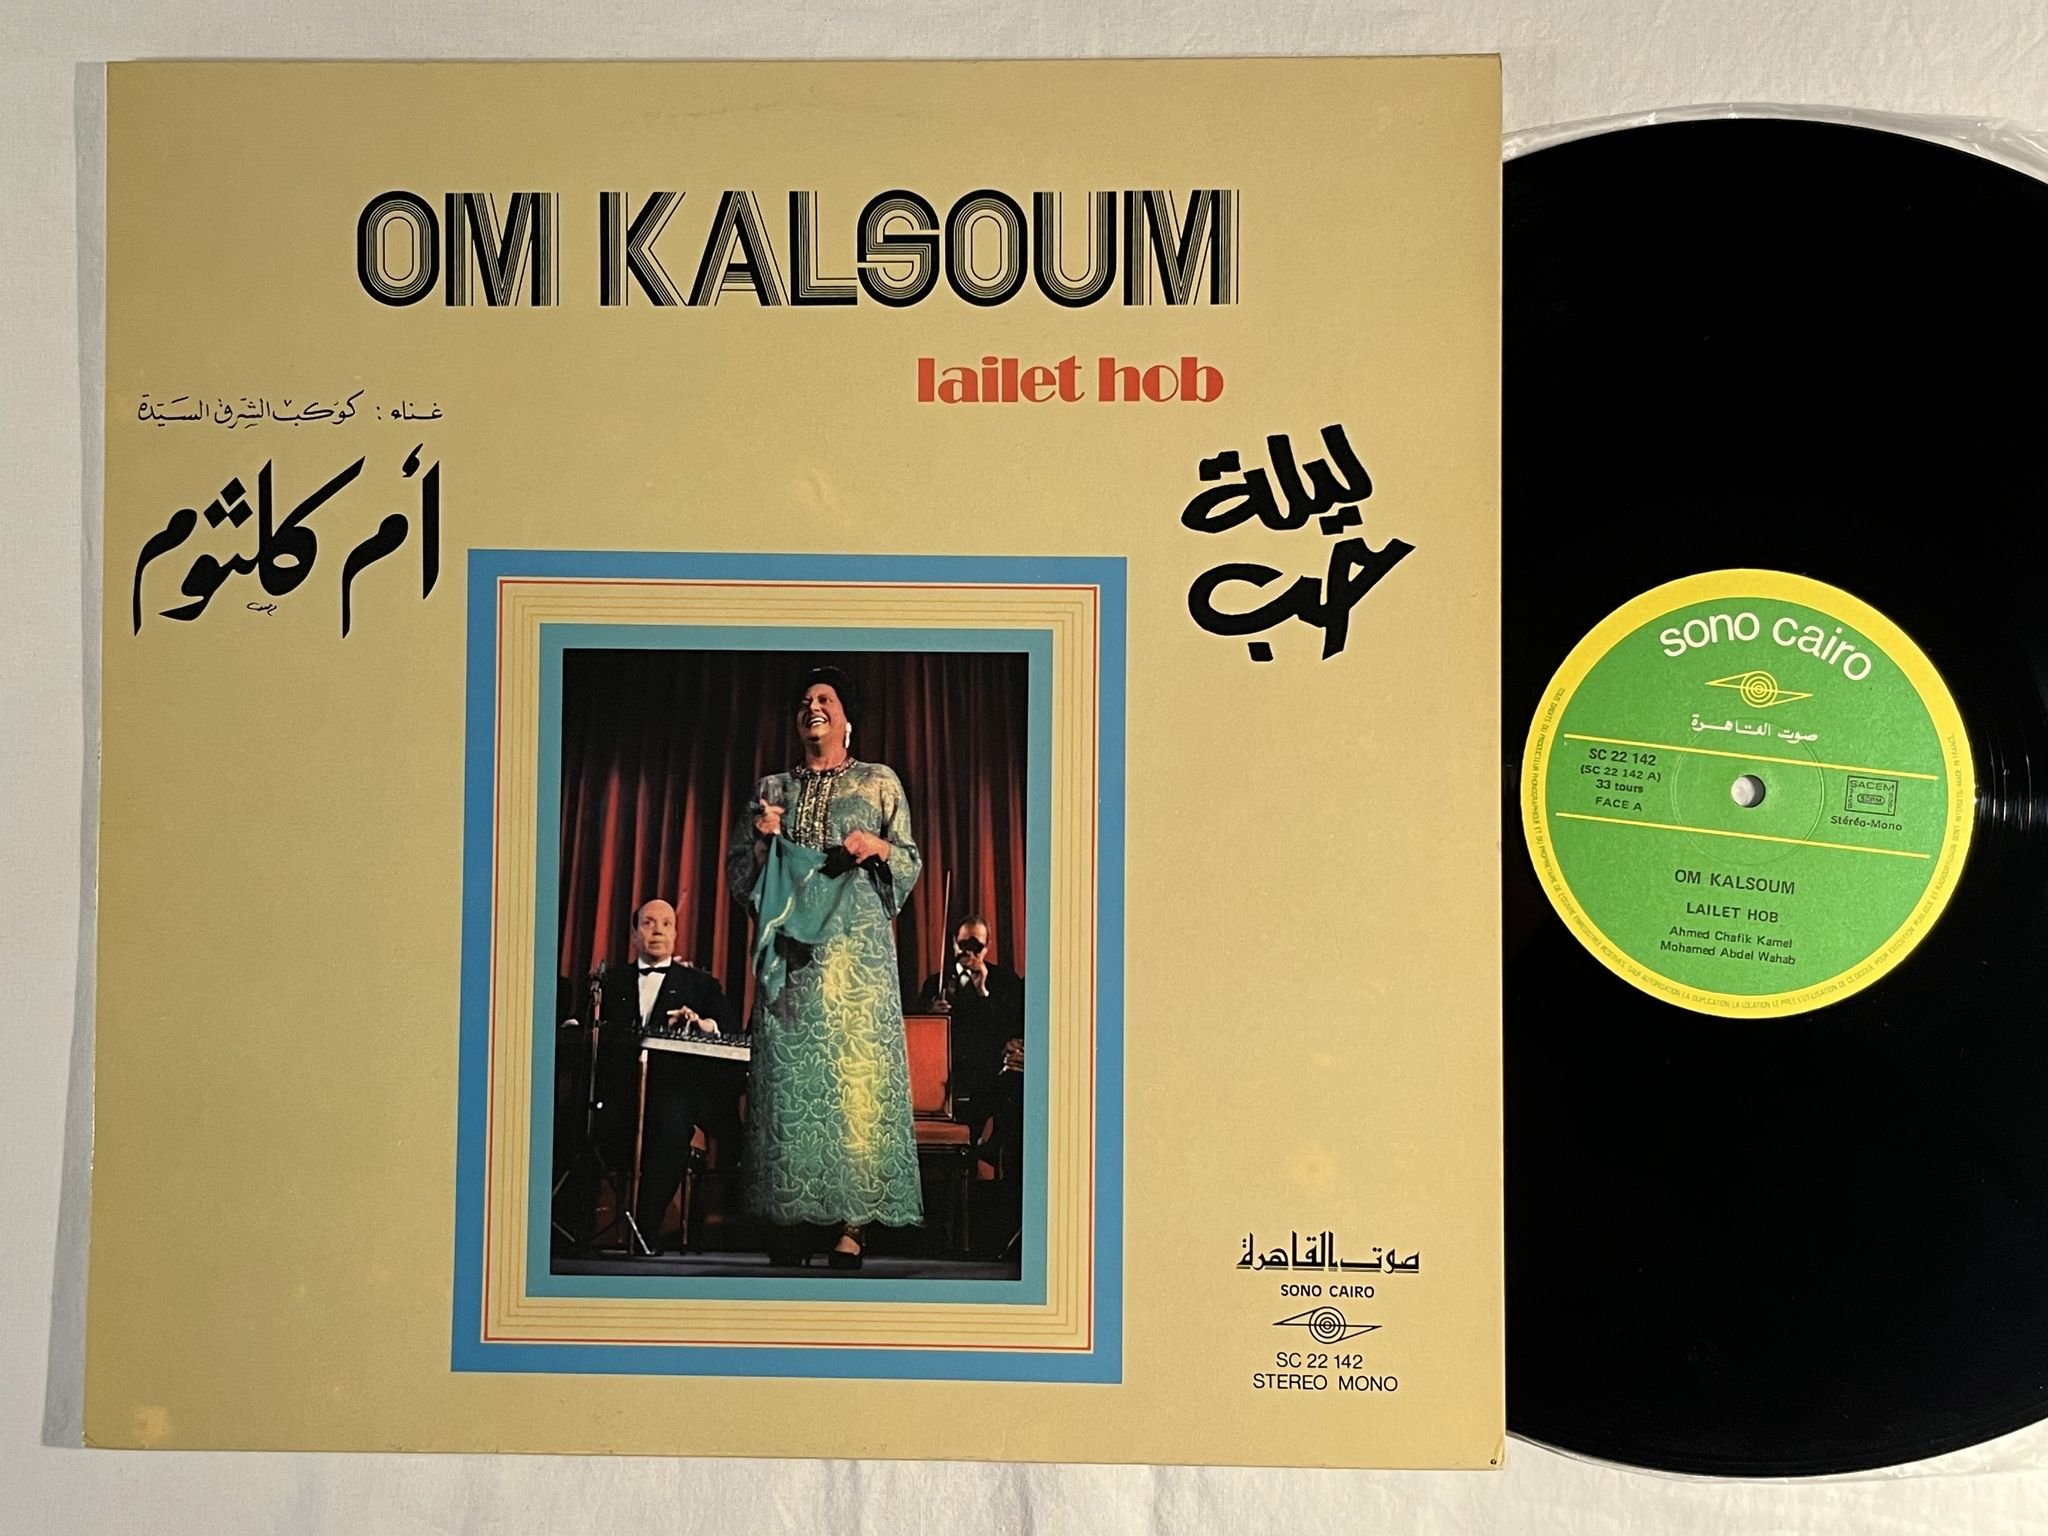 OM KALSOUM
lailet hob
غناء : كوكب الشرق السيدة
أم كلثوم
ليلة
حب
صوت القاهرة
SONO CAIRO
SC 22 142
STEREO MONO
sono cairo
صوت القاهرة
SC 22 142
(SC 22 142 A)
33 tours
FACE A
SACEM
SDRM
Stéréo-Mono
OM KALSOUM
LAILET HOB
Ahmed Chafik Kamel
Mohamed Abdel Wahab